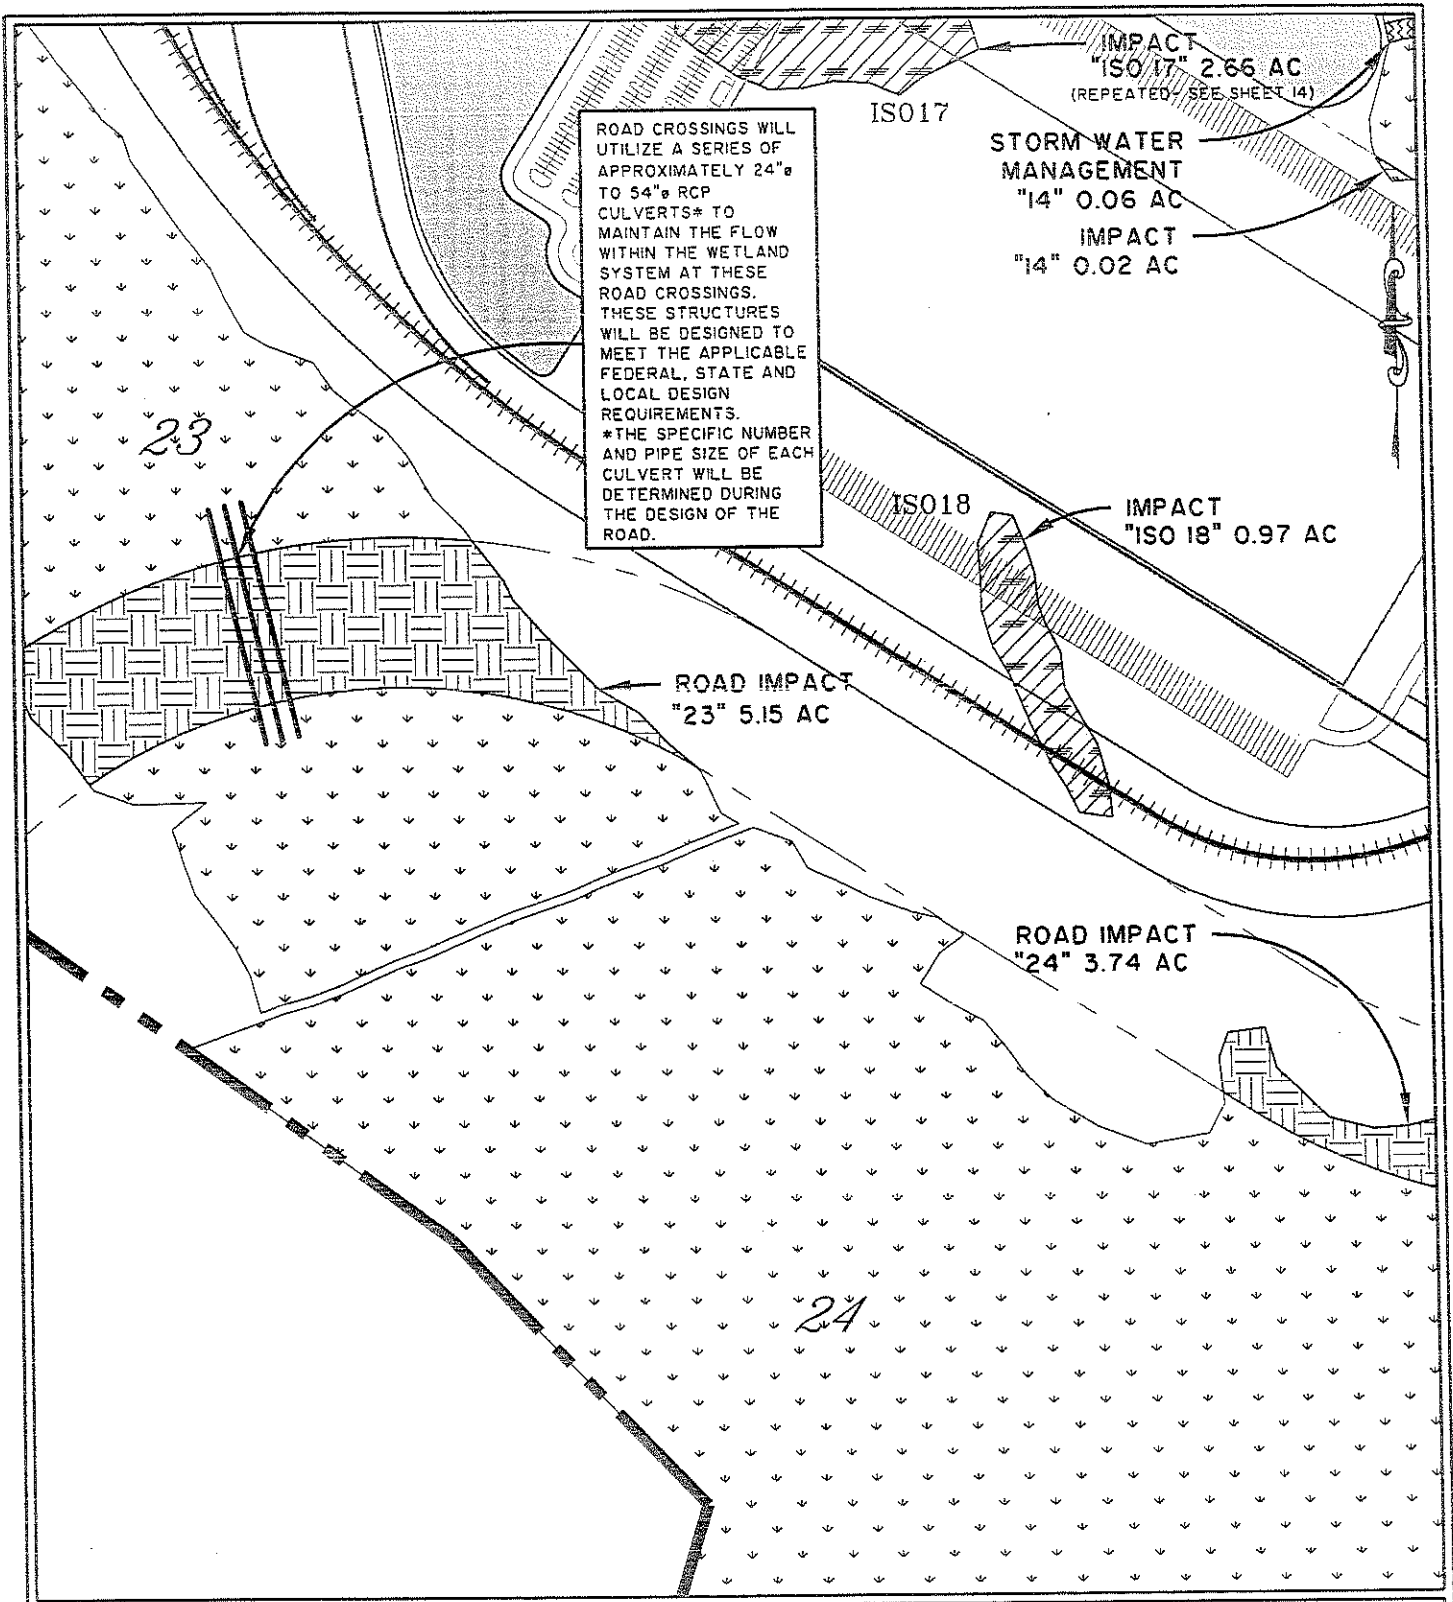 IMPACT
"ISO 17" 2.66 AC
(REPEATED- SEE SHEET 14)
ISO17
STORM WATER
MANAGEMENT
"14" 0.06 AC
IMPACT
"14" 0.02 AC
ROAD CROSSINGS WILL
UTILIZE A SERIES OF
APPROXIMATELY 24"ø
TO 54"ø RCP
CULVERTS* TO
MAINTAIN THE FLOW
WITHIN THE WETLAND
SYSTEM AT THESE
ROAD CROSSINGS.
THESE STRUCTURES
WILL BE DESIGNED TO
MEET THE APPLICABLE
FEDERAL, STATE AND
LOCAL DESIGN
REQUIREMENTS.
*THE SPECIFIC NUMBER
AND PIPE SIZE OF EACH
CULVERT WILL BE
DETERMINED DURING
THE DESIGN OF THE
ROAD.
23
ISO18
IMPACT
"ISO 18" 0.97 AC
ROAD IMPACT
"23" 5.15 AC
ROAD IMPACT
"24" 3.74 AC
24